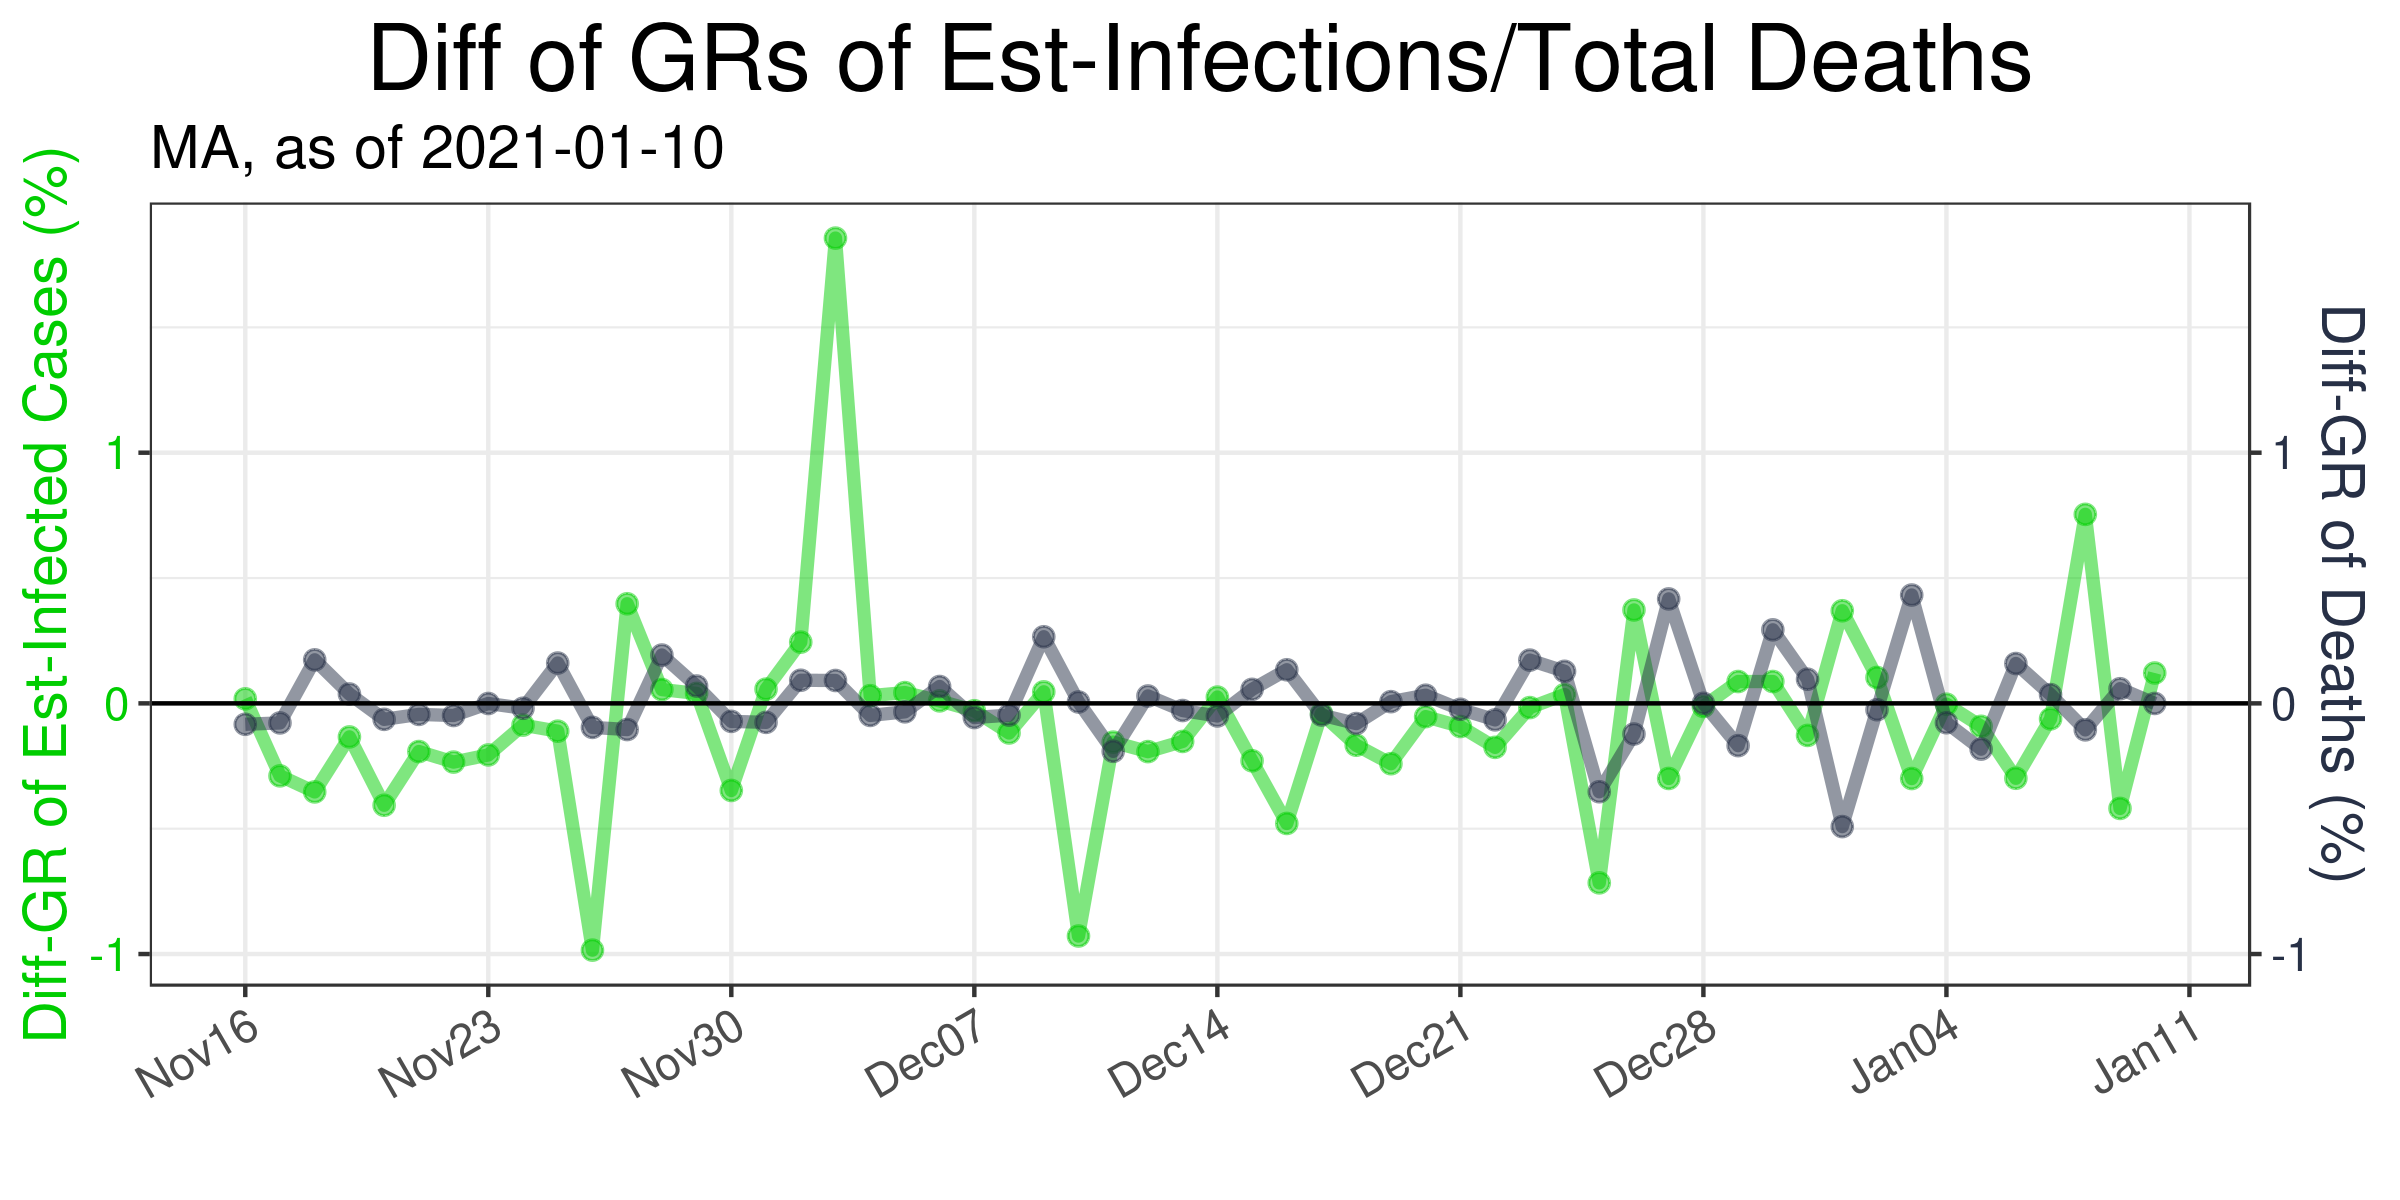 Diff of GRs of Est-Infections/Total Deaths
MA, as of 2021-01-10
Diff-GR of Est-Infected Cases (%)
1
0
-1
1
0
-1
Diff-GR of Deaths (%)
Nov16
Nov23
Nov30
Dec07
Dec14
Dec21
Dec28
Jan04
Jan11